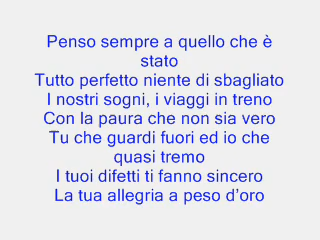 Penso sempre a quello che è
stato
Tutto perfetto niente di sbagliato
I nostri sogni, i viaggi in treno
Con la paura che non sia vero
Tu che guardi fuori ed io che
quasi tremo
I tuoi difetti ti fanno sincero
La tua allegria a peso d'oro